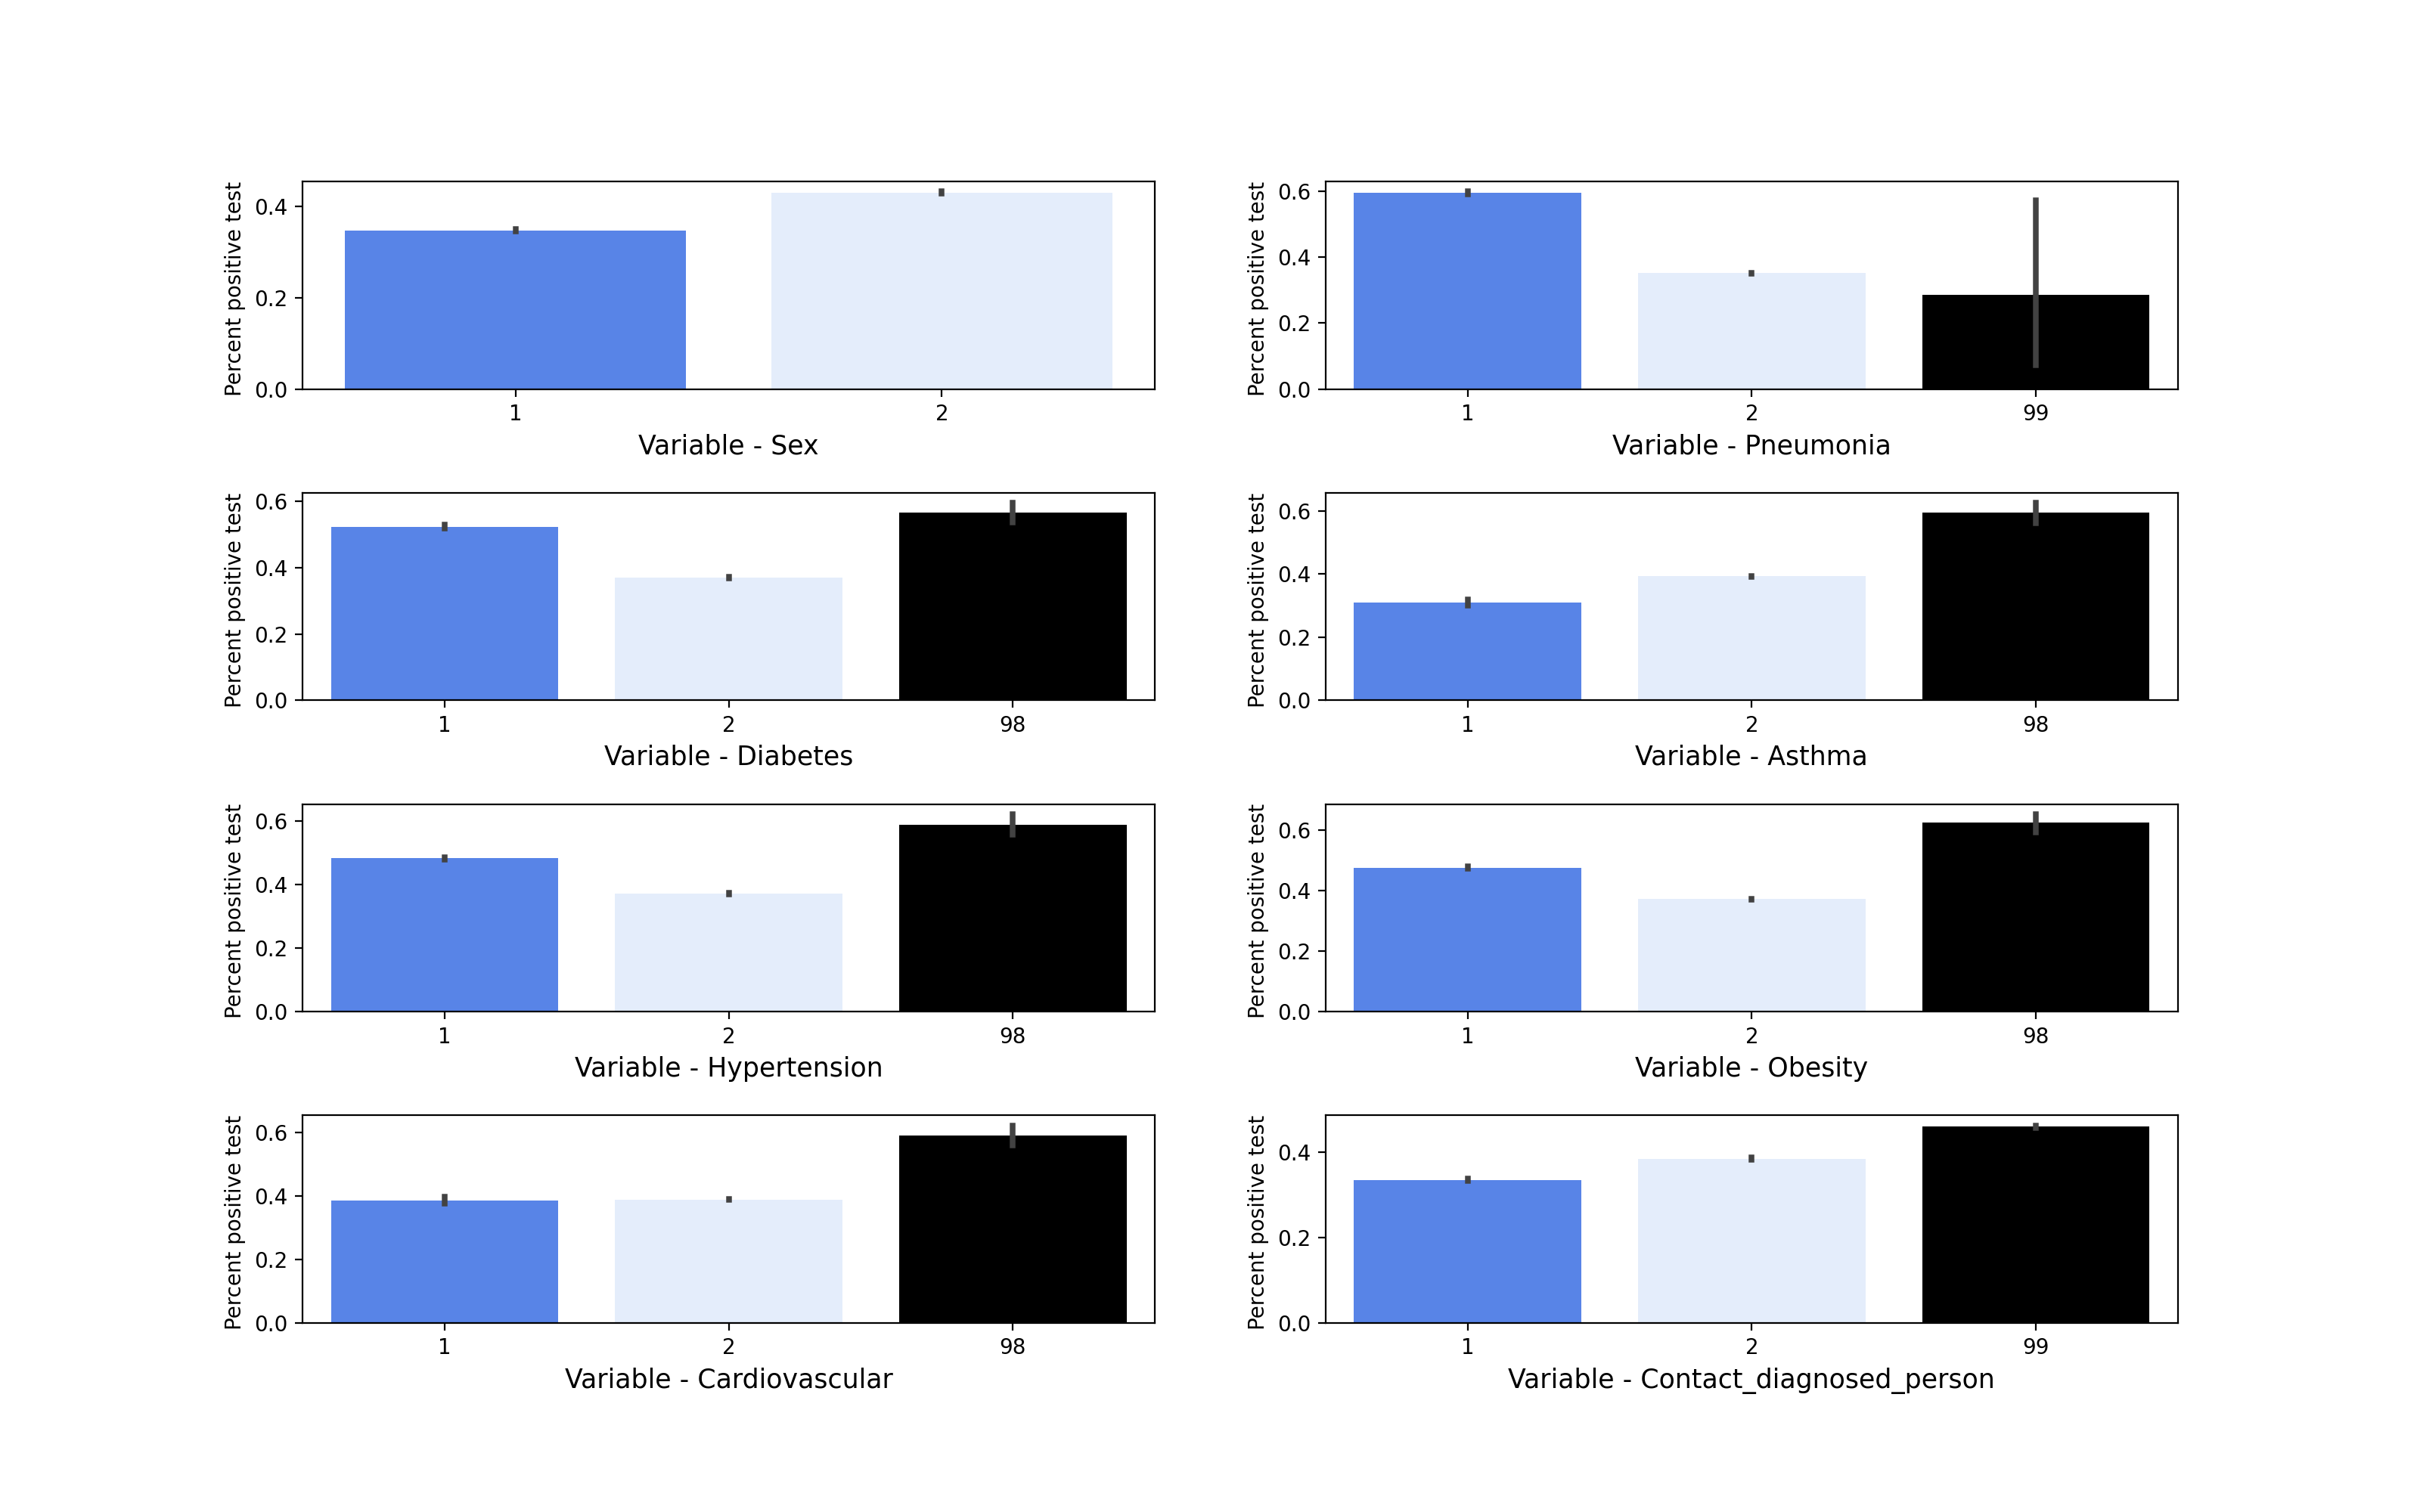 Percent positive test
0.4
0.2
0.0
1 2
Variable - Sex
Percent positive test
0.6
0.4
0.2
0.0
1 2 99
Variable - Pneumonia
Percent positive test
0.6
0.4
0.2
0.0
1 2 98
Variable - Diabetes
Percent positive test
0.6
0.4
0.2
0.0
1 2 98
Variable - Asthma
Percent positive test
0.6
0.4
0.2
0.0
1 2 98
Variable - Hypertension
Percent positive test
0.6
0.4
0.2
0.0
1 2 98
Variable - Obesity
Percent positive test
0.6
0.4
0.2
0.0
1 2 98
Variable - Cardiovascular
Percent positive test
0.4
0.2
0.0
1 2 99
Variable - Contact_diagnosed_person